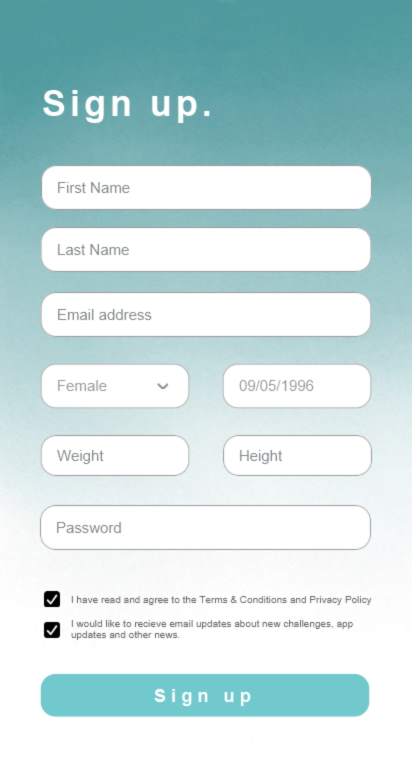 Sign up.
First Name
Last Name
Email address
Female
09/05/1996
Weight
Height
Password
I have read and agree to the Terms & Conditions and Privacy Policy
I would like to recieve email updates about new challenges, app
updates and other news.
Sign up